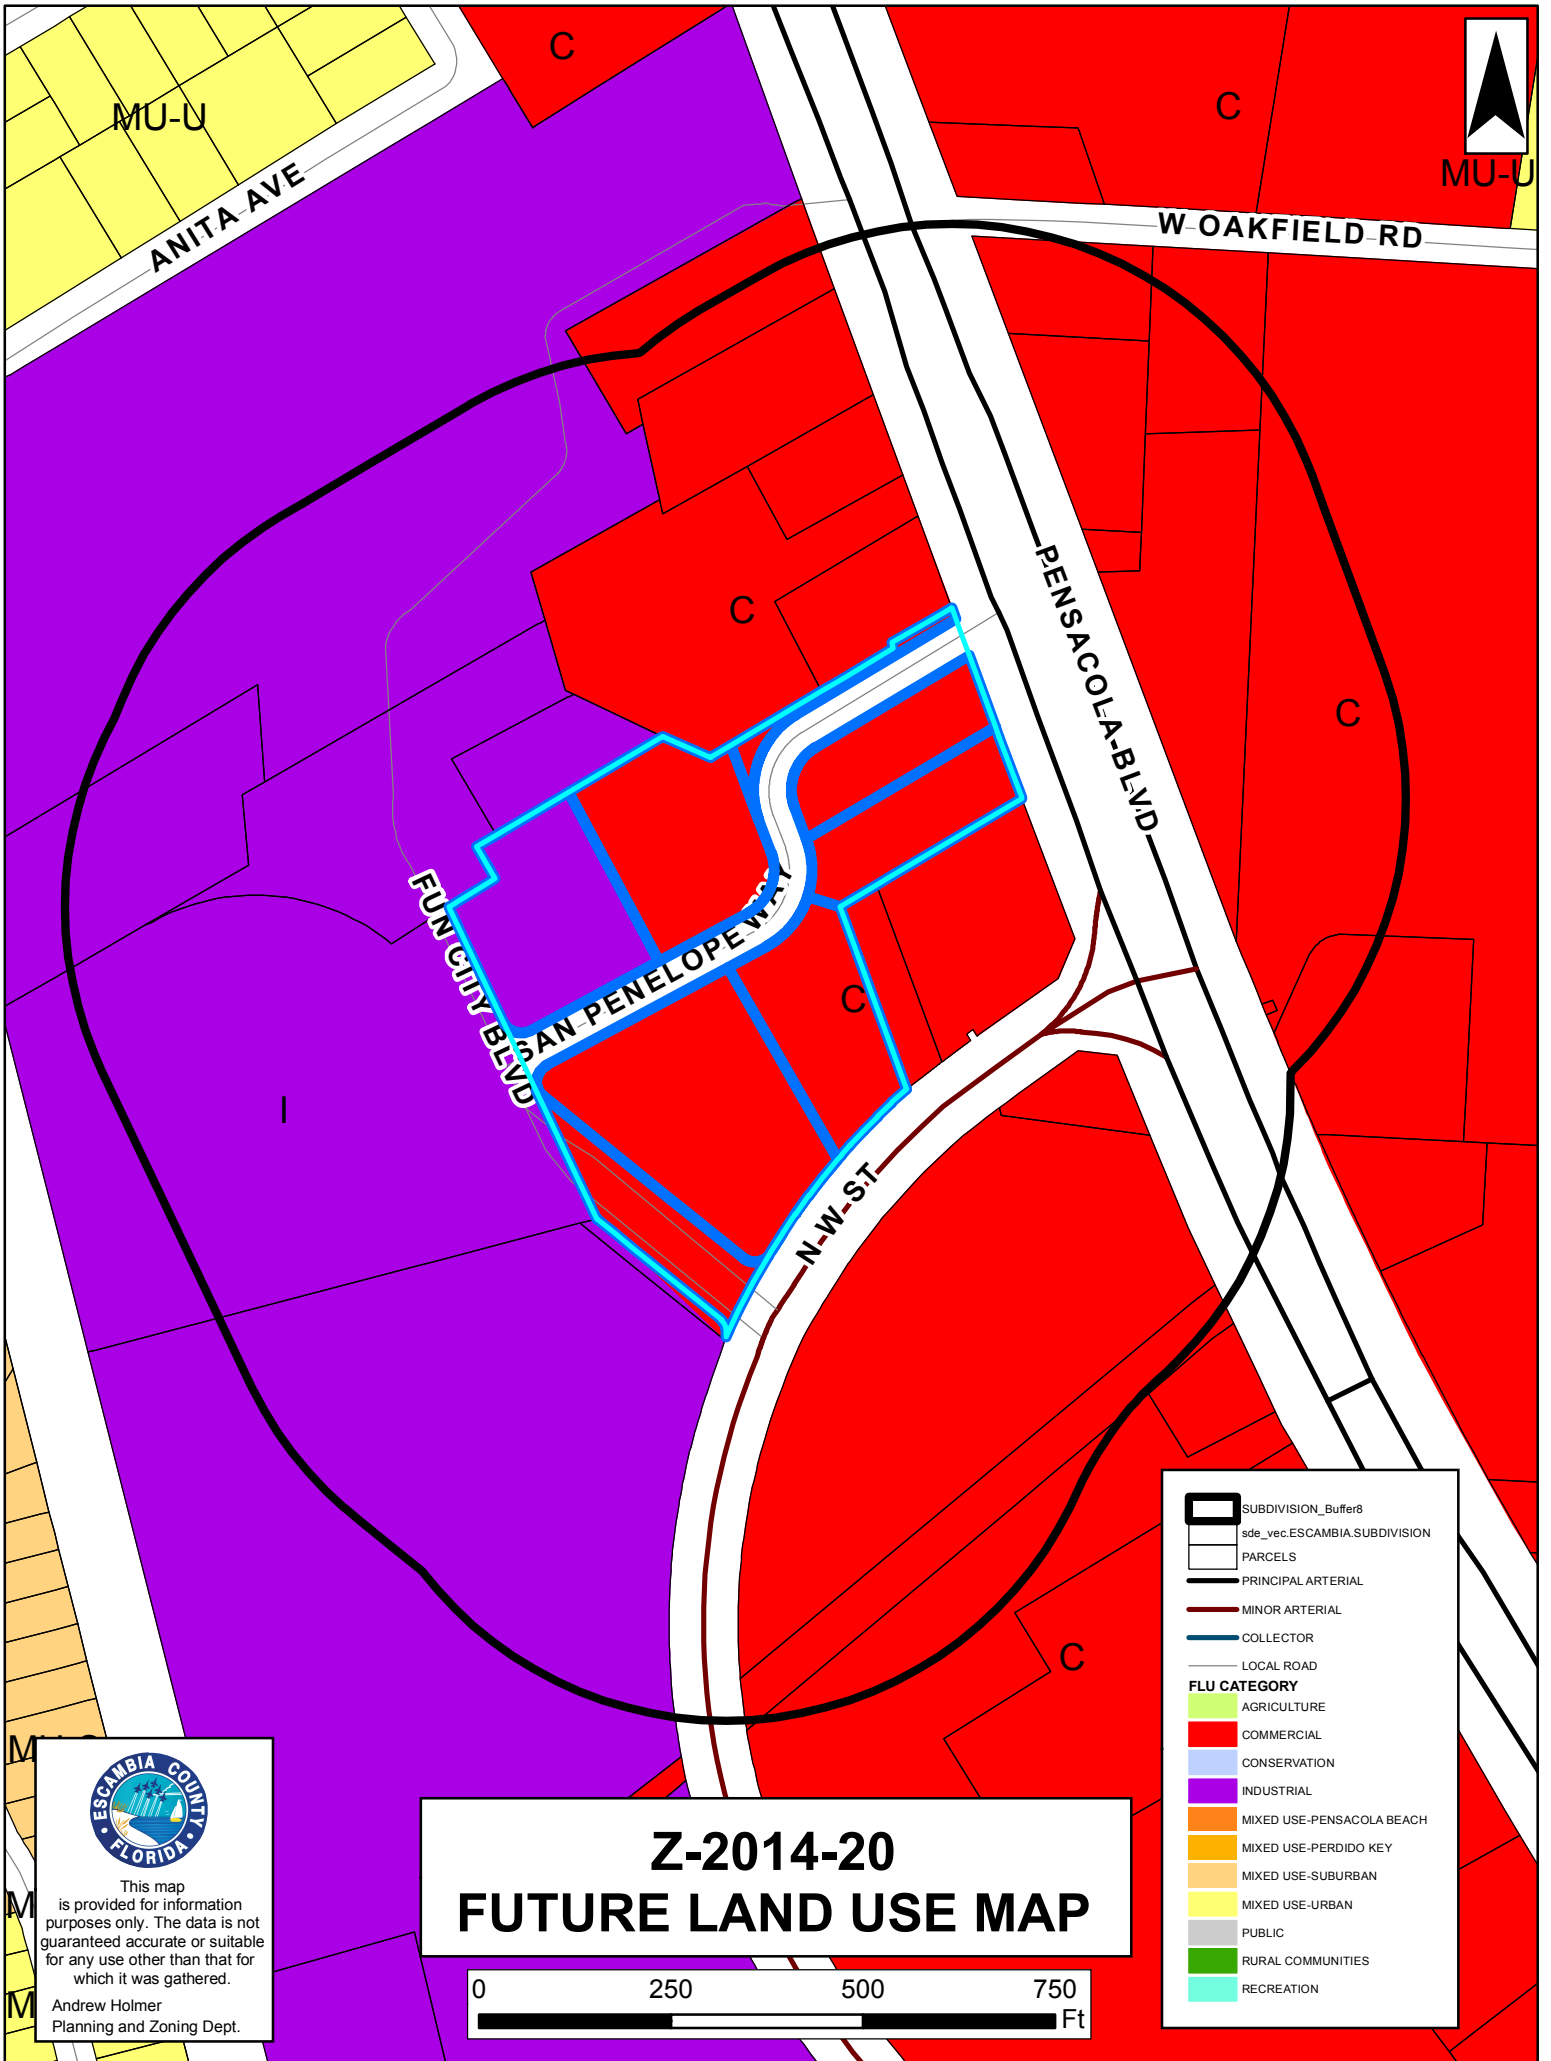 C
MU-U
C
MU-U
ANITA AVE
W OAKFIELD RD
PENSACOLA BLVD
C
C
FUN CITY BLVD
SAN PENELOPE WAY
C
I
N W ST
C
SUBDIVISION_Buffer8
sde_vec.ESCAMBIA.SUBDIVISION
PARCELS
PRINCIPAL ARTERIAL
MINOR ARTERIAL
COLLECTOR
LOCAL ROAD
FLU CATEGORY
AGRICULTURE
COMMERCIAL
CONSERVATION
INDUSTRIAL
MIXED USE-PENSACOLA BEACH
MIXED USE-PERDIDO KEY
MIXED USE-SUBURBAN
MIXED USE-URBAN
PUBLIC
RURAL COMMUNITIES
RECREATION
ESCAMBIA COUNTY
FLORIDA
This map
is provided for information
purposes only. The data is not
guaranteed accurate or suitable
for any use other than that for
which it was gathered.
Andrew Holmer
Planning and Zoning Dept.
Z-2014-20
FUTURE LAND USE MAP
0 250 500 750
Ft